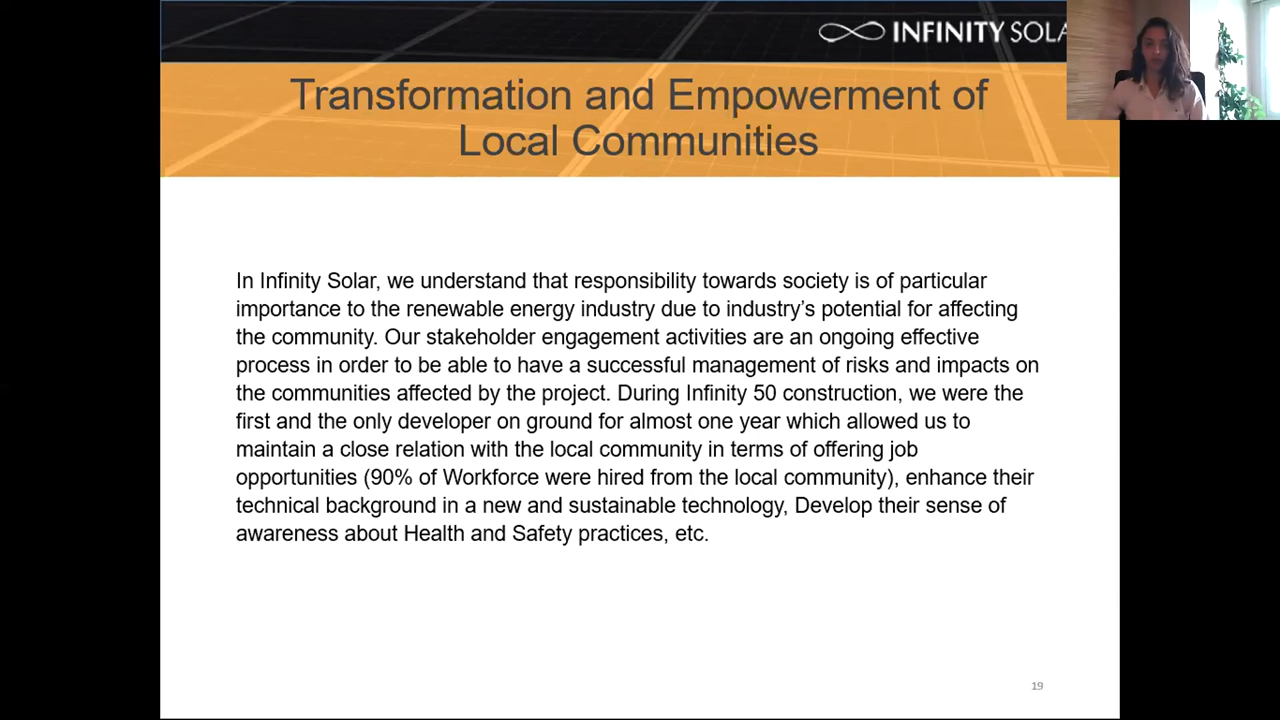 INFINITY SOLA
Transformation and Empowerment of
Local Communities
In Infinity Solar, we understand that responsibility towards society is of particular
importance to the renewable energy industry due to industry’s potential for affecting
the community. Our stakeholder engagement activities are an ongoing effective
process in order to be able to have a successful management of risks and impacts on
the communities affected by the project. During Infinity 50 construction, we were the
first and the only developer on ground for almost one year which allowed us to
maintain a close relation with the local community in terms of offering job
opportunities (90% of Workforce were hired from the local community), enhance their
technical background in a new and sustainable technology, Develop their sense of
awareness about Health and Safety practices, etc.
19